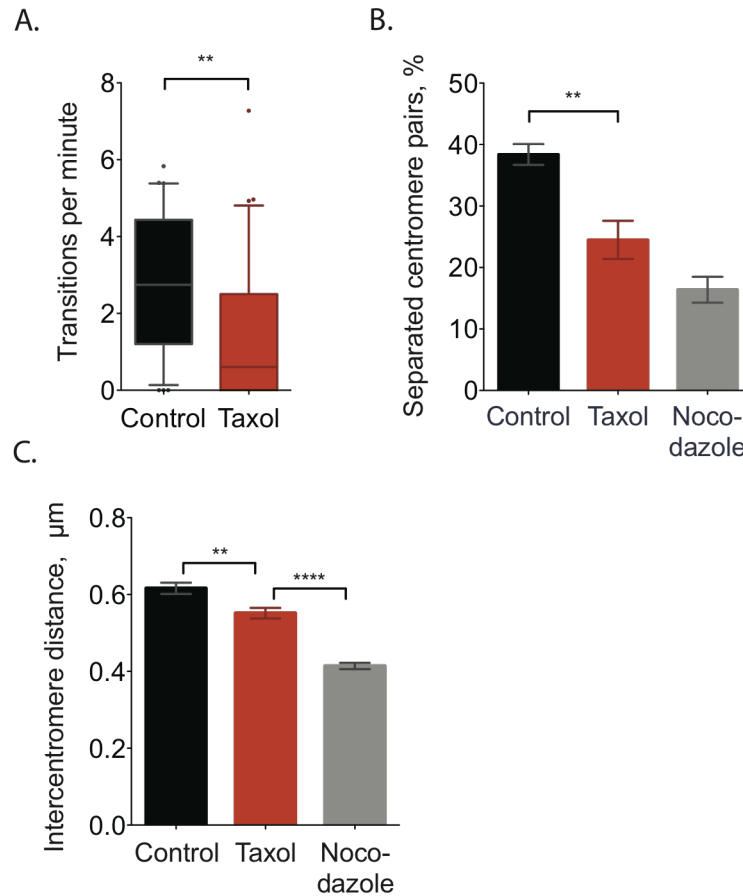 A.
**
8
6
4
2
0
Transitions per minute
Control Taxol
B.
**
50
40
30
20
10
0
Separated centromere pairs, %
Control Taxol Noco-
dazole
C.
**
****
0.8
0.6
0.4
0.2
0.0
Intercentromere distance, µm
Control Taxol Noco-
dazole